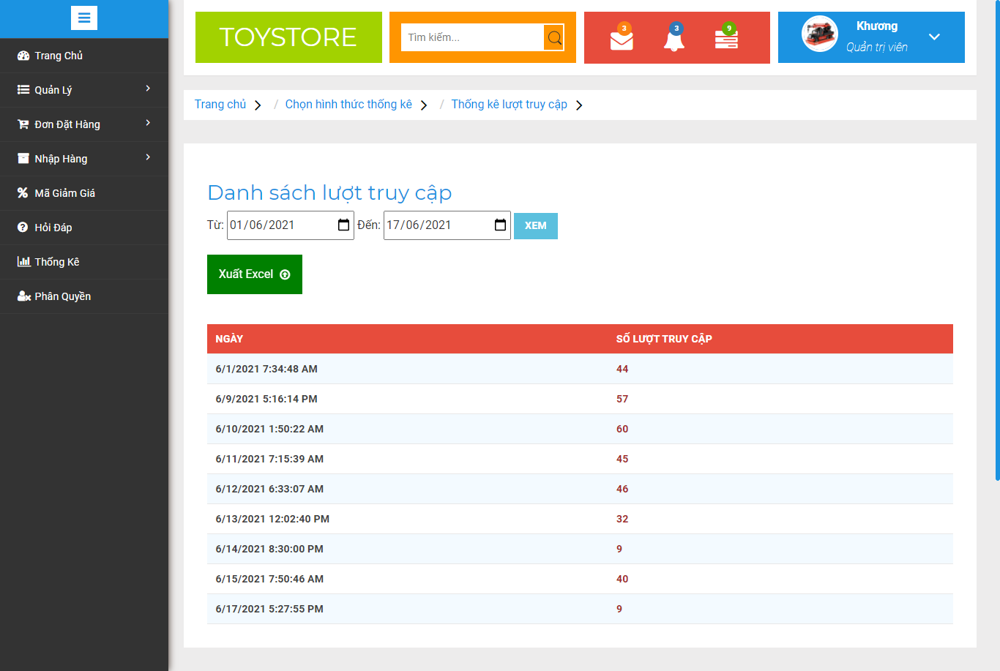 TOYSTORE
Tìm kiếm...
3
3
9
Khương
Quản trị viên
Trang Chủ
Quản Lý
Đơn Đặt Hàng
Nhập Hàng
Mã Giảm Giá
Hỏi Đáp
Thống Kê
Phân Quyền
Trang chủ / Chọn hình thức thống kê / Thống kê lượt truy cập
Danh sách lượt truy cập
Từ: 01/06/2021 Đến: 17/06/2021 XEM
Xuất Excel
NGÀY SỐ LƯỢT TRUY CẬP
6/1/2021 7:34:48 AM 44
6/9/2021 5:16:14 PM 57
6/10/2021 1:50:22 AM 60
6/11/2021 7:15:39 AM 45
6/12/2021 6:33:07 AM 46
6/13/2021 12:02:40 PM 32
6/14/2021 8:30:00 PM 9
6/15/2021 7:50:46 AM 40
6/17/2021 5:27:55 PM 9